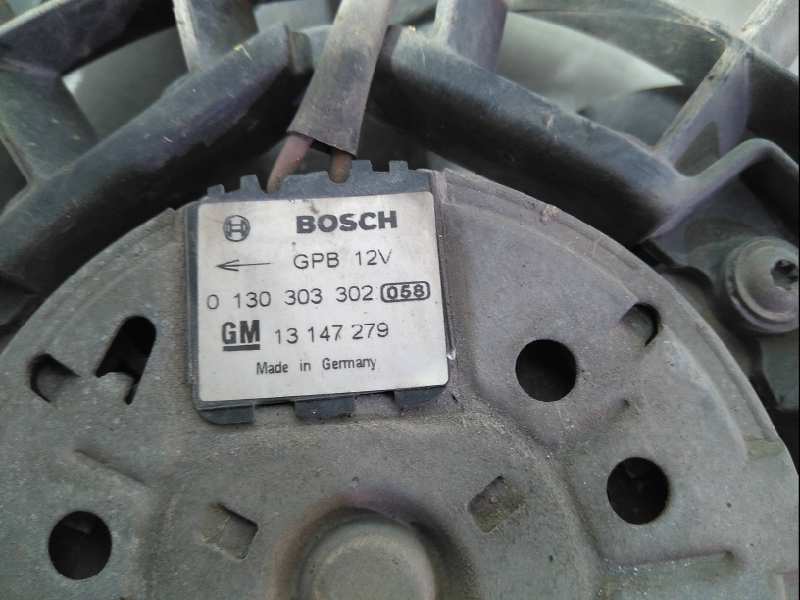 BOSCH
← GPB 12V
0 130 303 302 058
GM 13 147 279
Made in Germany